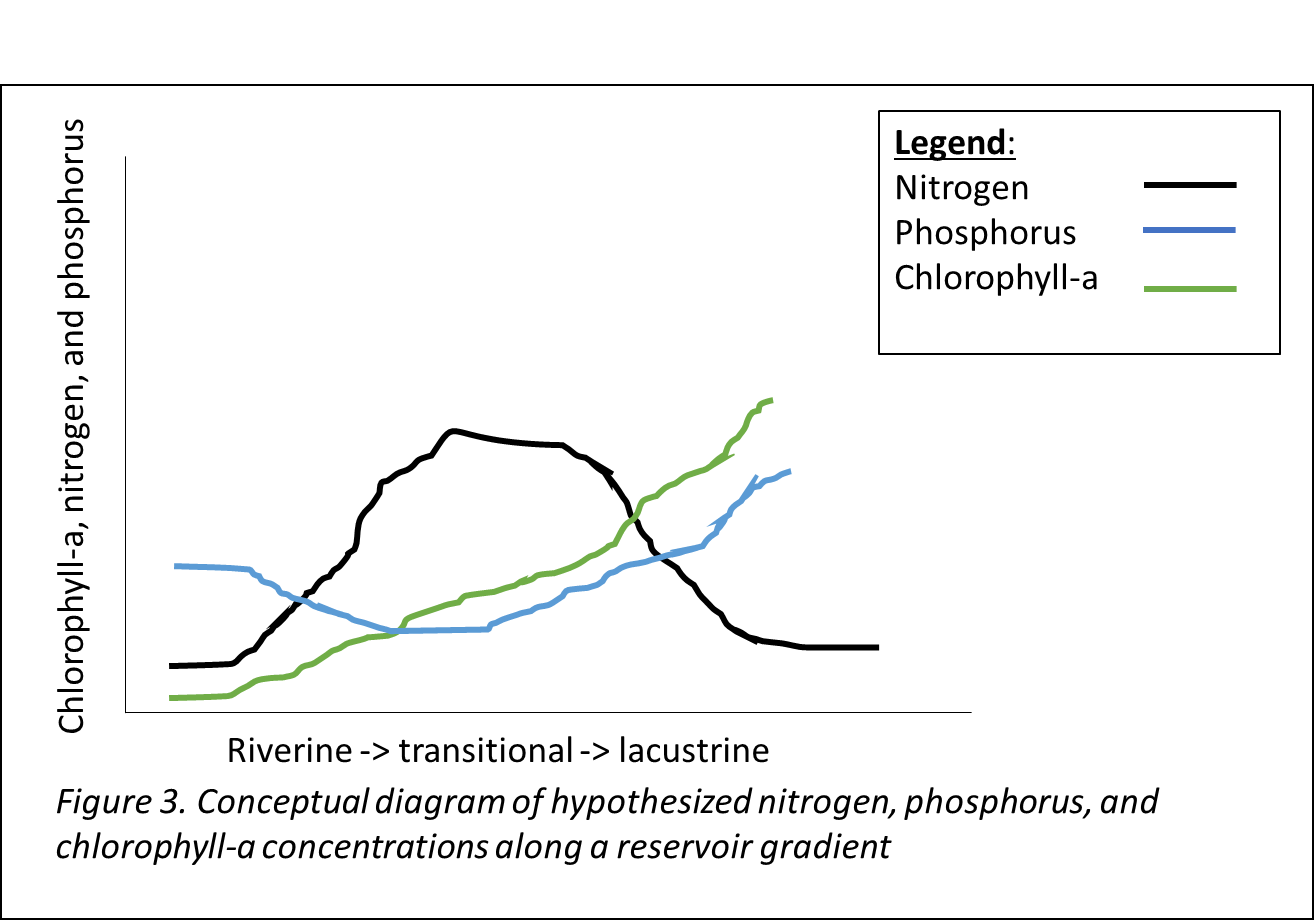 Chlorophyll-a, nitrogen, and phosphorus
Legend:
Nitrogen
Phosphorus
Chlorophyll-a
Riverine -> transitional -> lacustrine
Figure 3. Conceptual diagram of hypothesized nitrogen, phosphorus, and
chlorophyll-a concentrations along a reservoir gradient